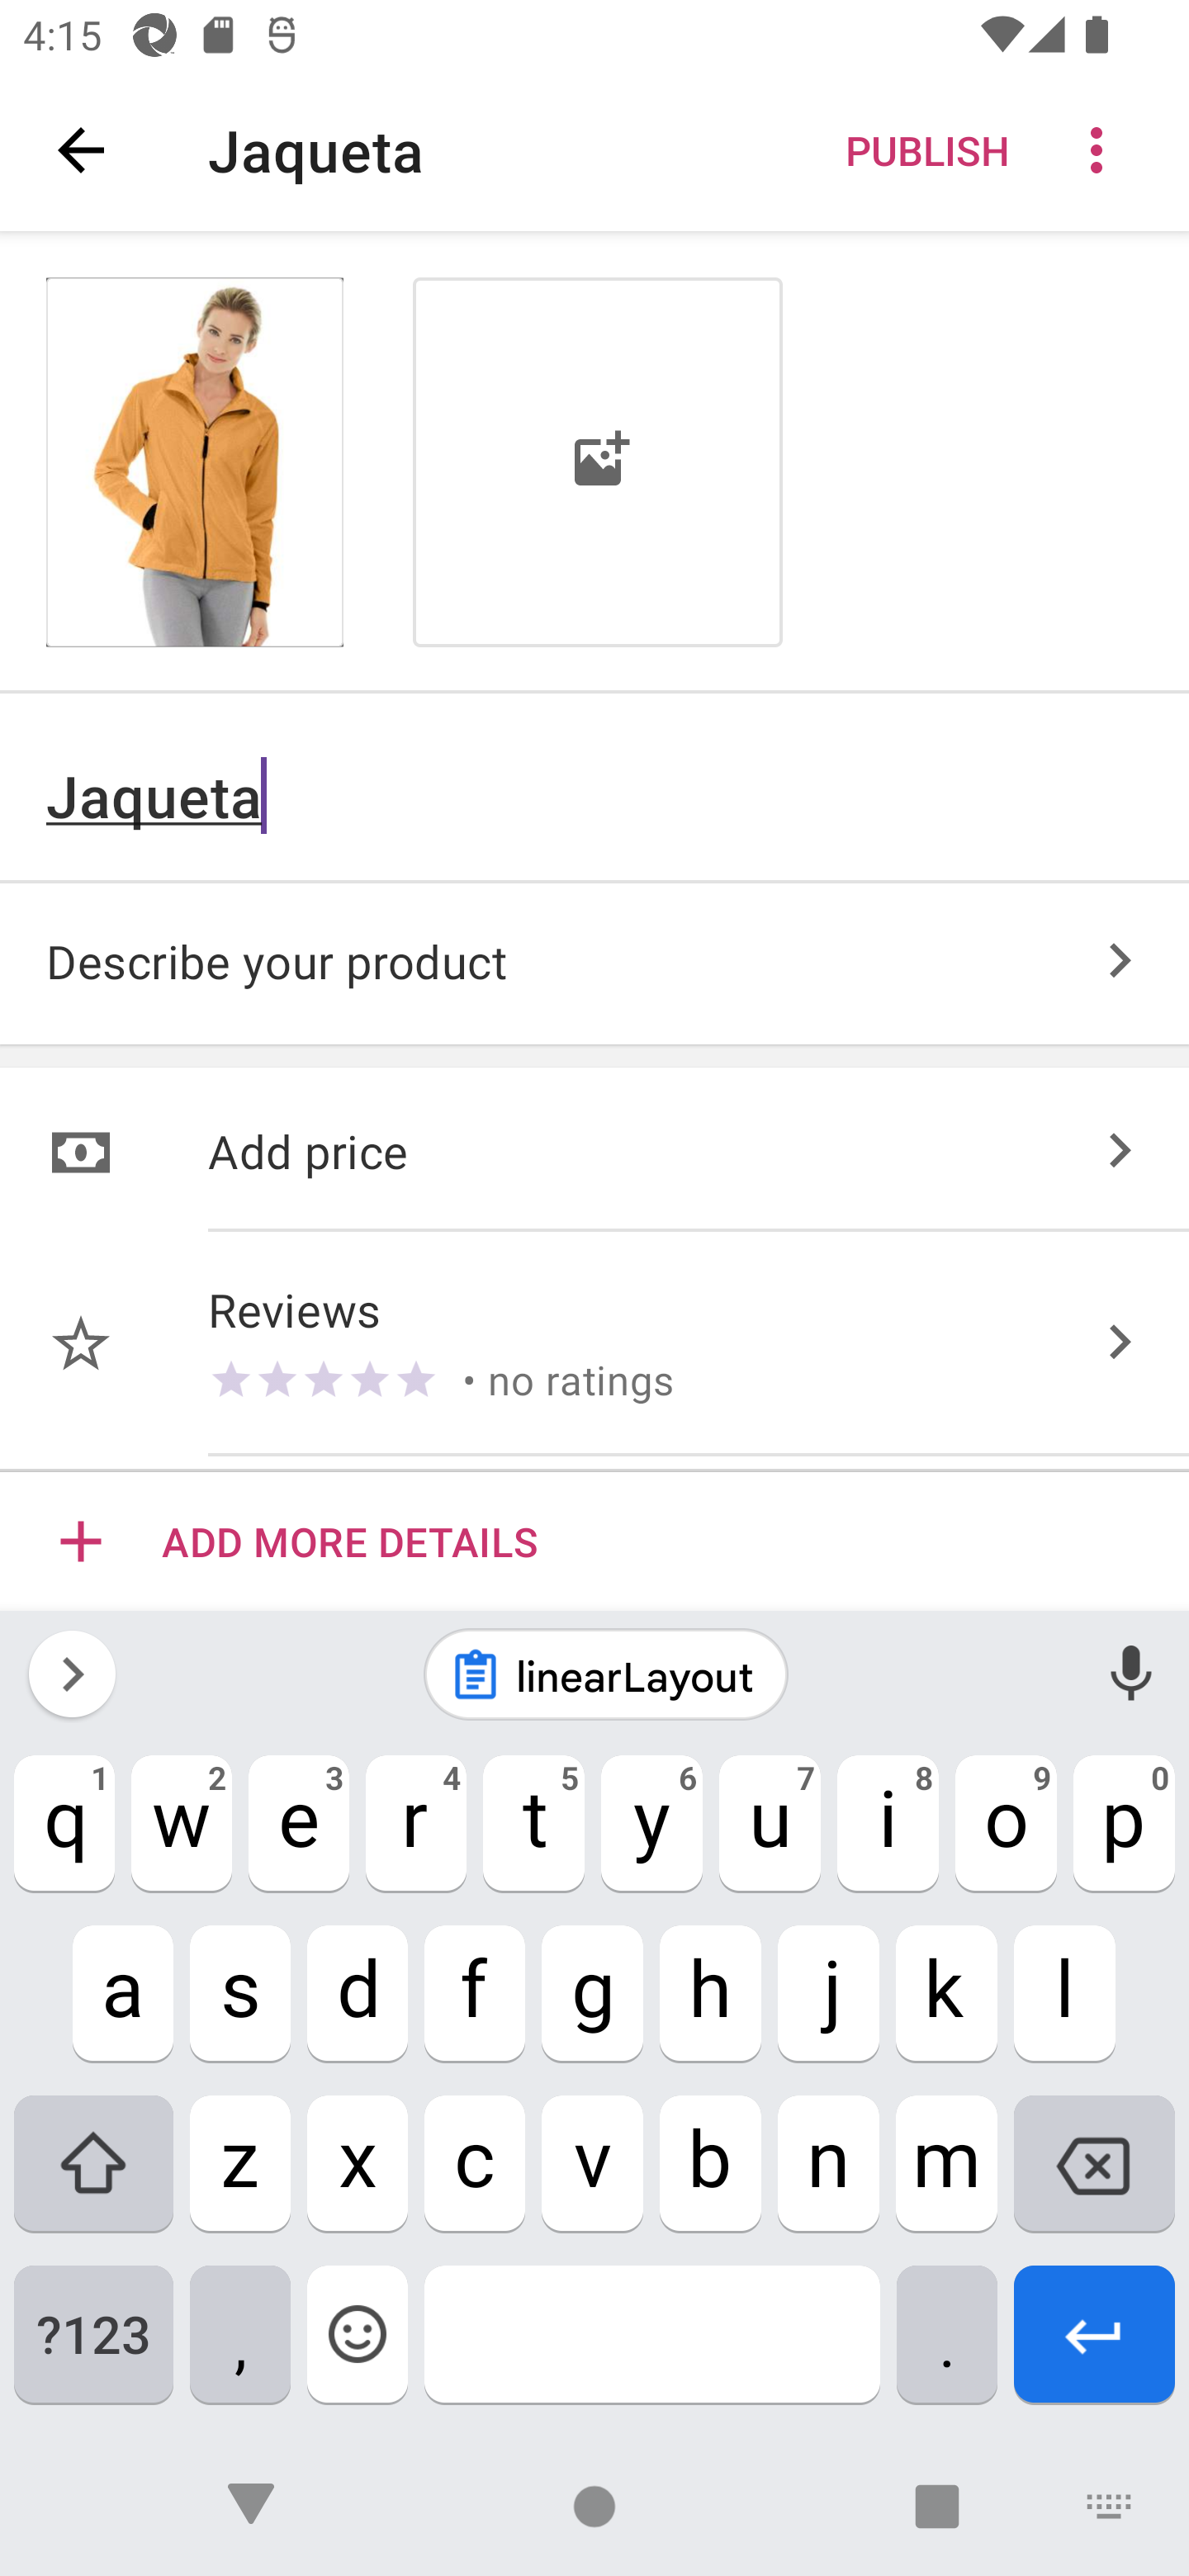 4:15
Jaqueta
PUBLISH
Jaqueta
Describe your product
Add price
Reviews
• no ratings
ADD MORE DETAILS
linearLayout
1 2 3 4 5 6 7 8 9 0
q w e r t y u i o p
a s d f g h j k l
z x c v b n m
?123 , .